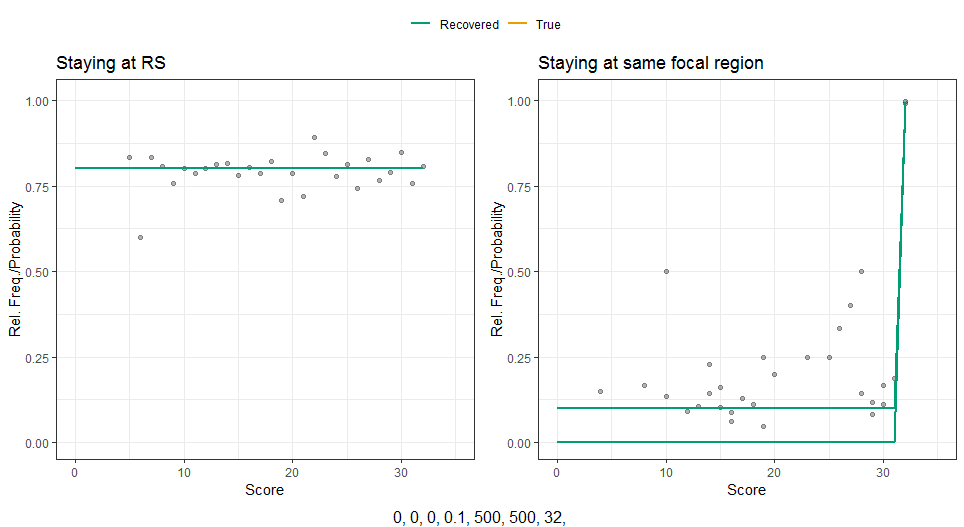 Recovered True
Staying at RS
Staying at same focal region
Rel. Freq./Probability
1.00
0.75
0.50
0.25
0.00
0 10 20 30
Score
Rel. Freq./Probability
1.00
0.75
0.50
0.25
0.00
0 10 20 30
Score
0, 0, 0, 0.1, 500, 500, 32,